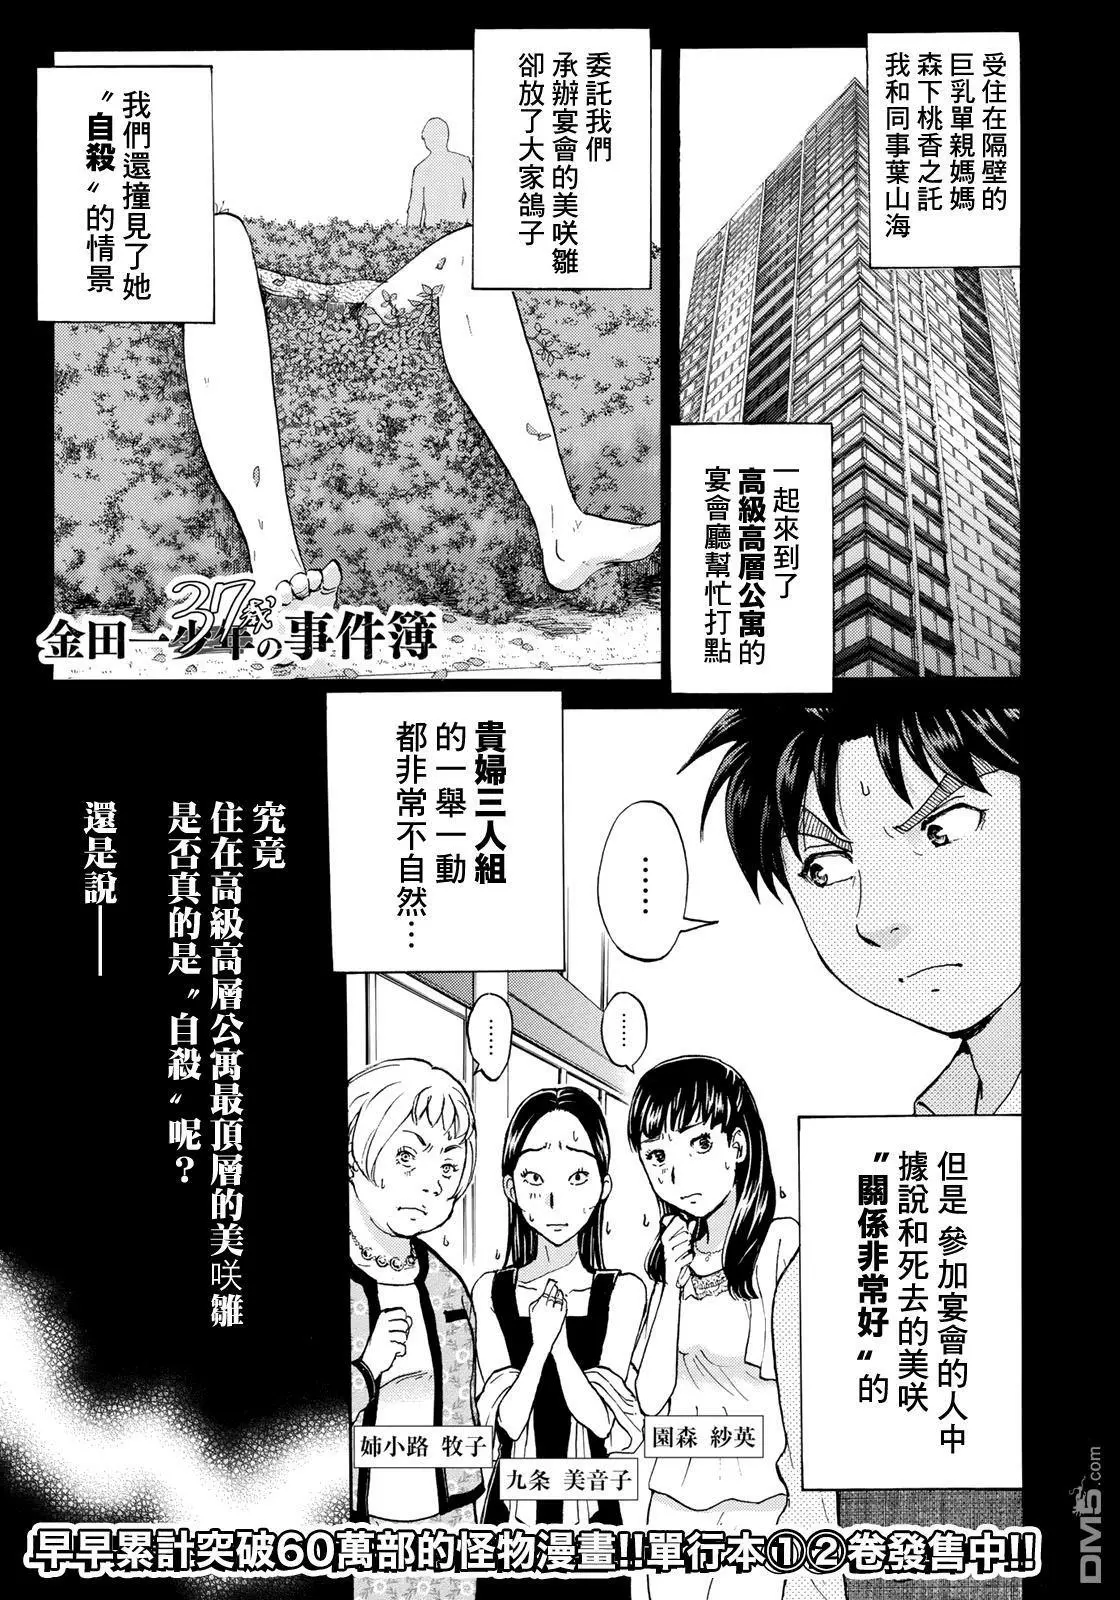 受住在隔壁的
巨乳單親媽媽
森下桃香之託
我和同事葉山海
一起來到了
高級高層公寓的
宴會廳幫忙打點
委託我們
承辦宴會的美咲雛
卻放了大家鴿子
我們還撞見了她
〝自殺〞的情景
金田一37歳の事件簿
……
但是 參加宴會的人中
據說和死去的美咲
〝關係非常好〞的
貴婦三人組
的一舉一動
都非常不自然…
……
……
園森 紗英
九条 美音子
姉小路 牧子
究竟
住在高級高層公寓最頂層的美咲雛
是否真的是〝自殺〞呢？
還是說──
早早累計突破60萬部的怪物漫畫!!單行本①②卷發售中!!
DM5.com